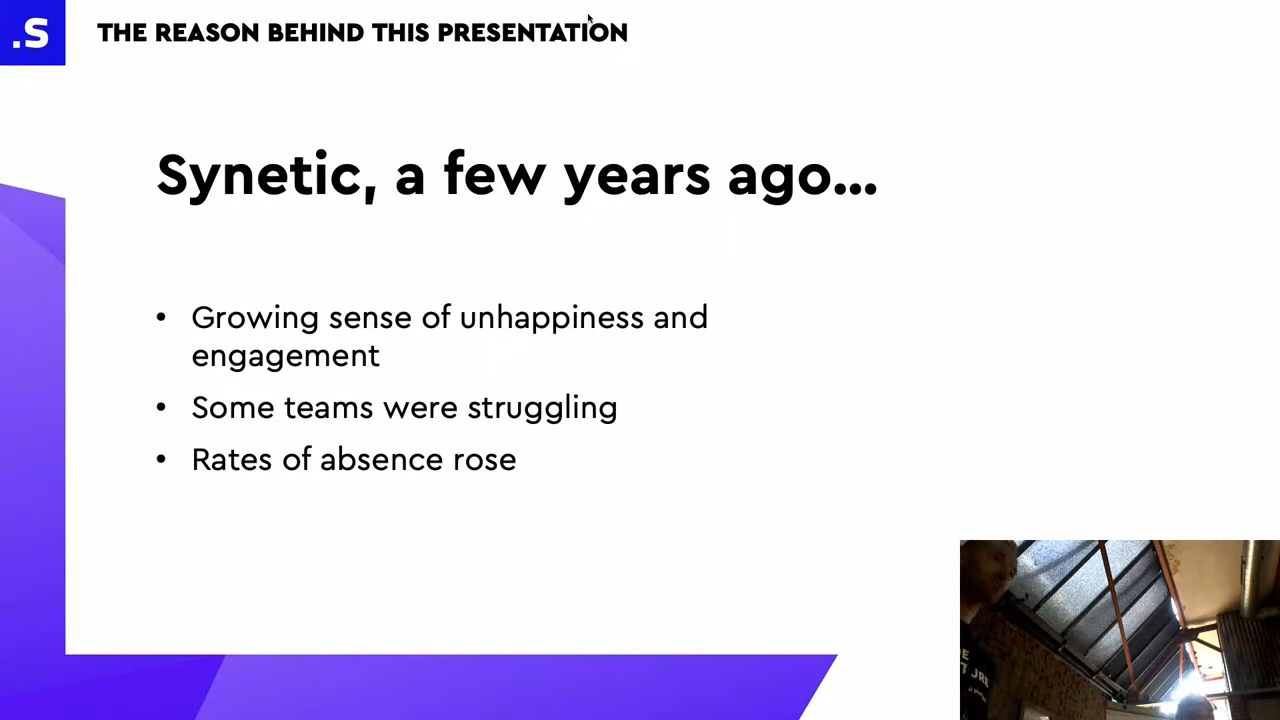 .S
THE REASON BEHIND THIS PRESENTATION
Synetic, a few years ago...
• Growing sense of unhappiness and
engagement
• Some teams were struggling
• Rates of absence rose